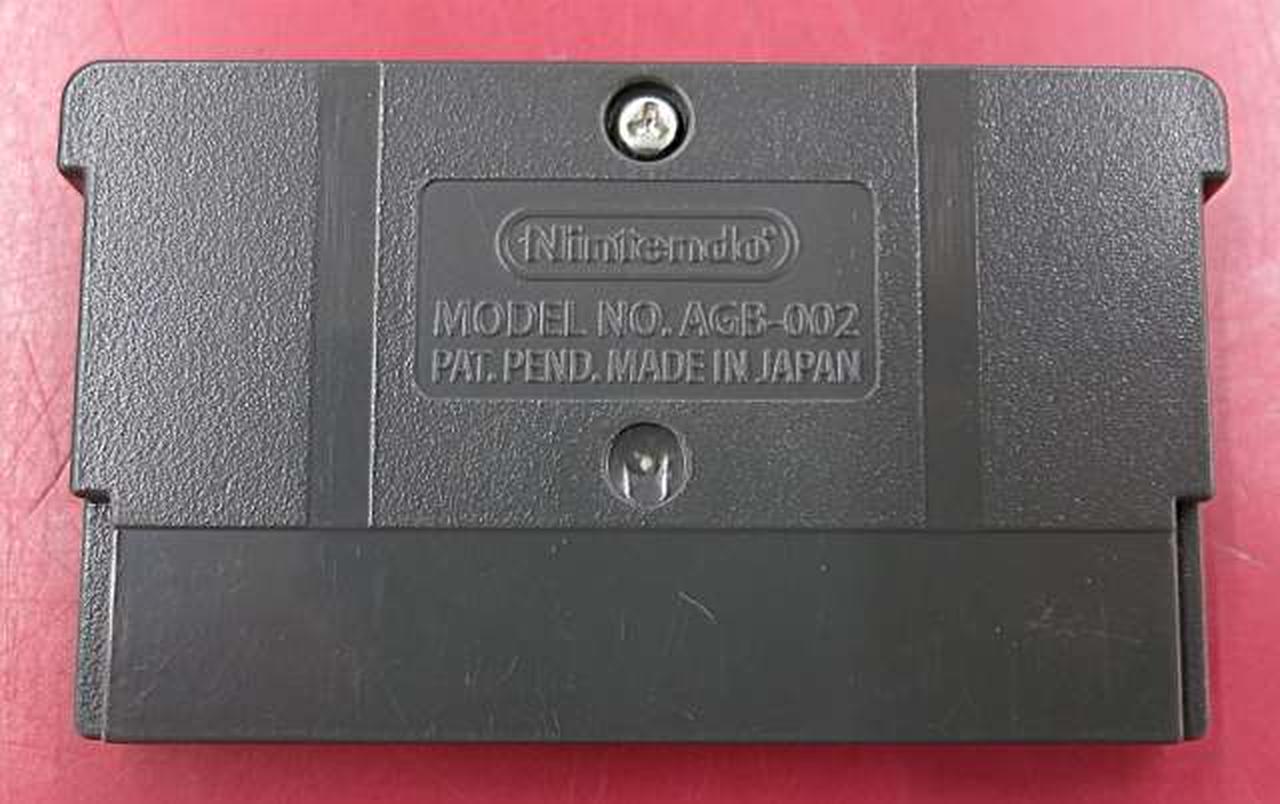 Nintendo
MODEL NO. AGB-002
PAT. PEND. MADE IN JAPAN